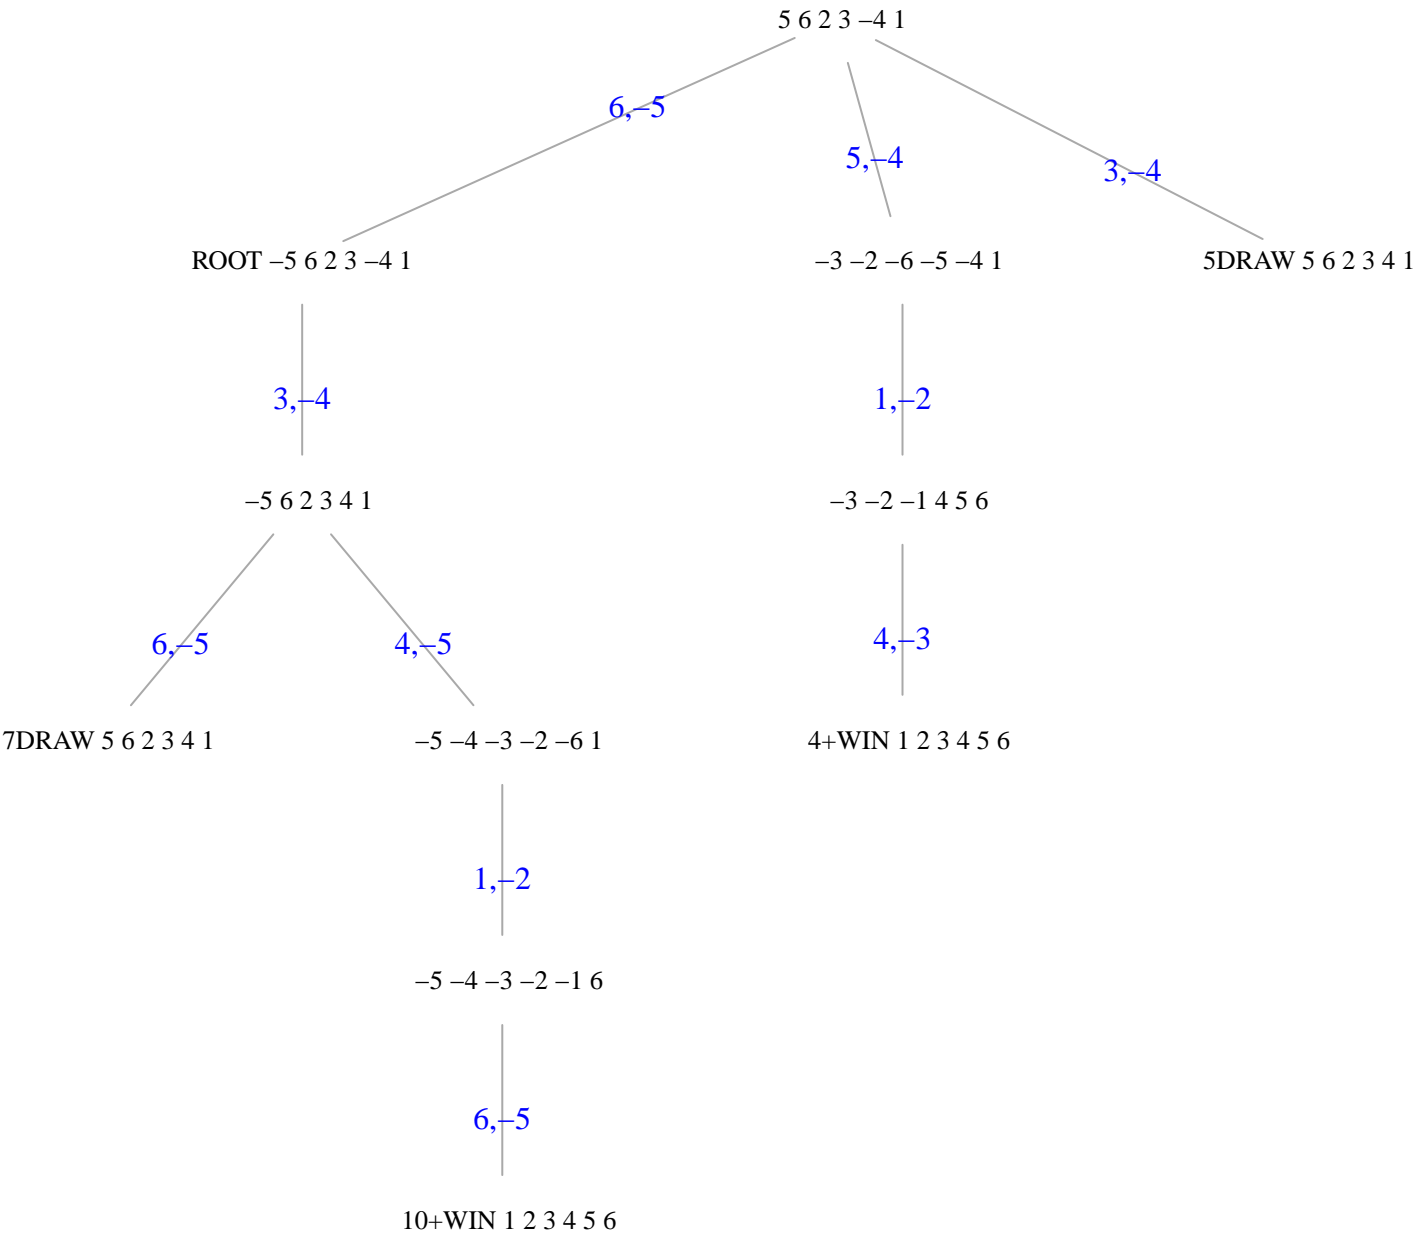 5 6 2 3 –4 1
6,–5
5,–4
3,–4
ROOT –5 6 2 3 –4 1
–3 –2 –6 –5 –4 1
5DRAW 5 6 2 3 4 1
3,–4
1,–2
–5 6 2 3 4 1
–3 –2 –1 4 5 6
6,–5
4,–5
4,–3
7DRAW 5 6 2 3 4 1
–5 –4 –3 –2 –6 1
4+WIN 1 2 3 4 5 6
1,–2
–5 –4 –3 –2 –1 6
6,–5
10+WIN 1 2 3 4 5 6